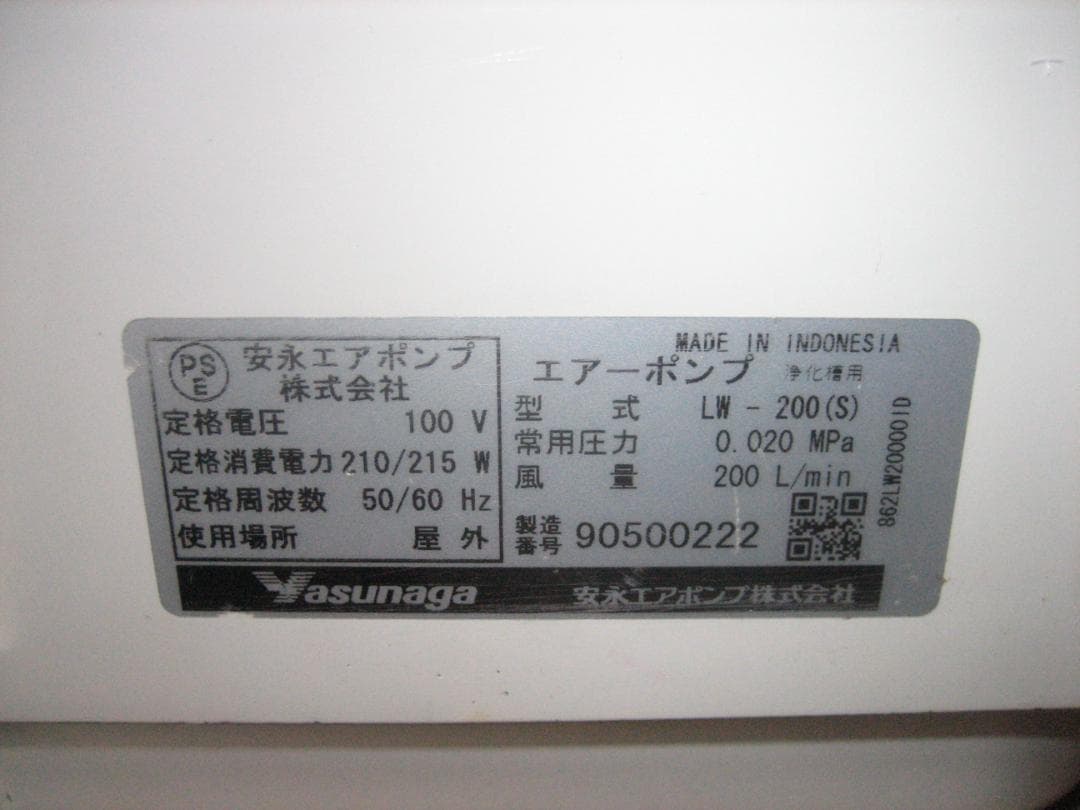 PSE
安永エアポンプ
株式会社
定格電圧 100 V
定格消費電力 210/215 W
定格周波数 50/60 Hz
使用場所 屋外
MADE IN INDONESIA
エアーポンプ 浄化槽用
型式 LW - 200(S)
常用圧力 0.020 MPa
風量 200 L/min
製造番号 90500222
862LW20000ID
Yasunaga 安永エアポンプ株式会社